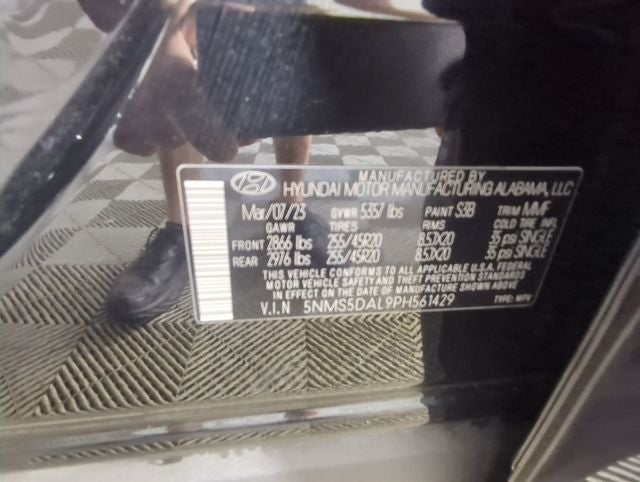 MANUFACTURED BY
HYUNDAI MOTOR MANUFACTURING ALABAMA, LLC
Mar/07/23 GVWR 5357 lbs PAINT S3B TRIM MMF
GAWR TIRES RIMS COLD TIRE INFL
FRONT 2866 lbs 255/45R20 8.5JX20 35 psi SINGLE
REAR 2976 lbs 255/45R20 8.5JX20 35 psi SINGLE
THIS VEHICLE CONFORMS TO ALL APPLICABLE U.S.A. FEDERAL
MOTOR VEHICLE SAFETY AND THEFT PREVENTION STANDARDS
IN EFFECT ON THE DATE OF MANUFACTURE SHOWN ABOVE
V.I.N 5NMS5DAL9PH561429 TYPE: MPV